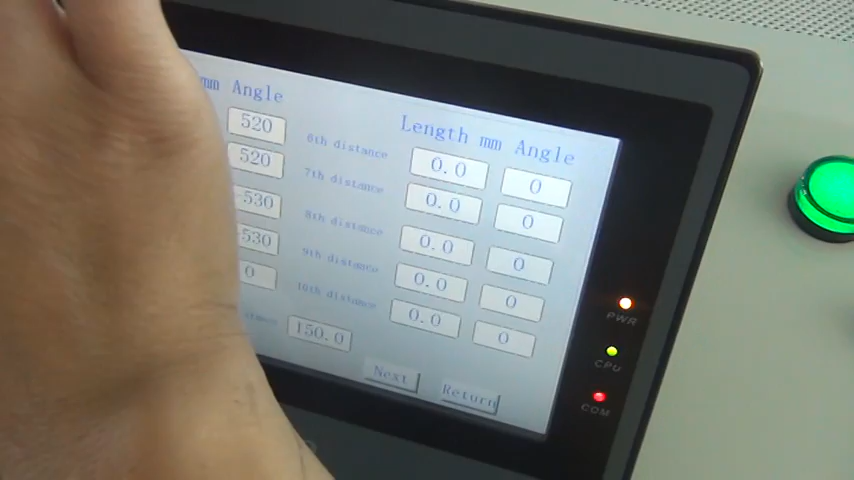 mm Angle Length mm Angle
520 6th distance 0.0 0
520 7th distance 0.0 0
530 8th distance 0.0 0
530 9th distance 0.0 0
0 10th distance 0.0 0
150.0
Next Return
PWR
CPU
COM